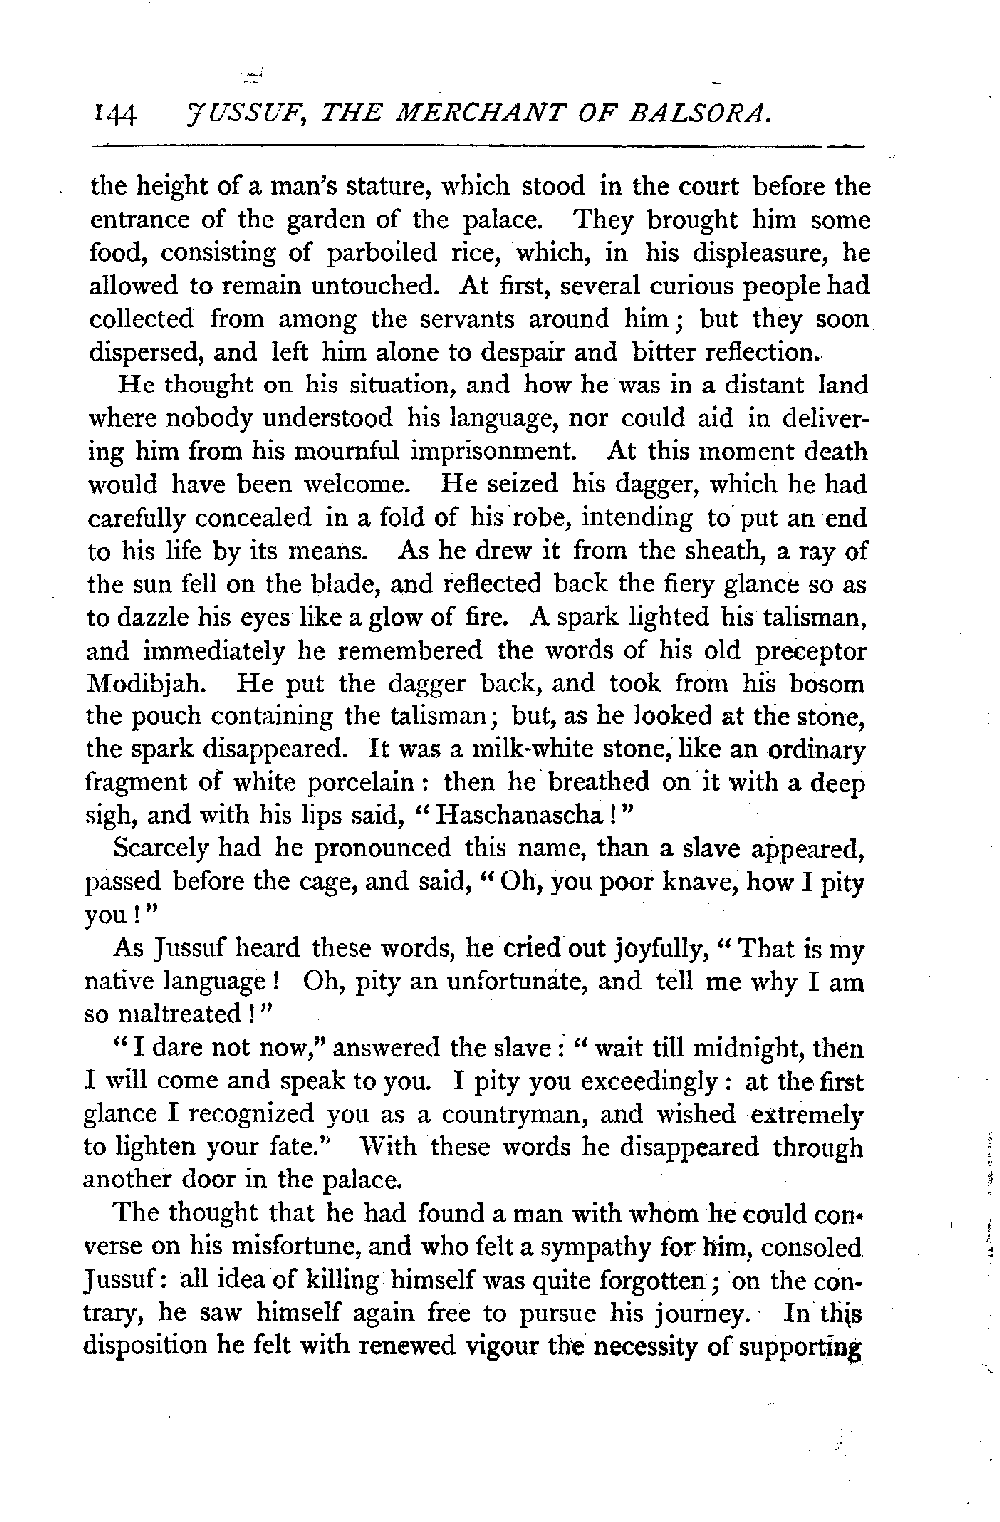 144 JUSSUF, THE MERCHANT OF BALSORA.
the height of a man's stature, which stood in the court before the
entrance of the garden of the palace. They brought him some
food, consisting of parboiled rice, which, in his displeasure, he
allowed to remain untouched. At first, several curious people had
collected from among the servants around him; but they soon
dispersed, and left him alone to despair and bitter reflection.
He thought on his situation, and how he was in a distant land
where nobody understood his language, nor could aid in deliver-
ing him from his mournful imprisonment. At this moment death
would have been welcome. He seized his dagger, which he had
carefully concealed in a fold of his robe, intending to put an end
to his life by its means. As he drew it from the sheath, a ray of
the sun fell on the blade, and reflected back the fiery glance so as
to dazzle his eyes like a glow of fire. A spark lighted his talisman,
and immediately he remembered the words of his old preceptor
Modibjah. He put the dagger back, and took from his bosom
the pouch containing the talisman; but, as he looked at the stone,
the spark disappeared. It was a milk-white stone, like an ordinary
fragment of white porcelain: then he breathed on it with a deep
sigh, and with his lips said, "Haschanascha!"
Scarcely had he pronounced this name, than a slave appeared,
passed before the cage, and said, "Oh, you poor knave, how I pity
you!"
As Jussuf heard these words, he cried out joyfully, "That is my
native language! Oh, pity an unfortunate, and tell me why I am
so maltreated!"
"I dare not now," answered the slave: "wait till midnight, then
I will come and speak to you. I pity you exceedingly: at the first
glance I recognized you as a countryman, and wished extremely
to lighten your fate." With these words he disappeared through
another door in the palace.
The thought that he had found a man with whom he could con-
verse on his misfortune, and who felt a sympathy for him, consoled
Jussuf: all idea of killing himself was quite forgotten; on the con-
trary, he saw himself again free to pursue his journey. In this
disposition he felt with renewed vigour the necessity of supporting